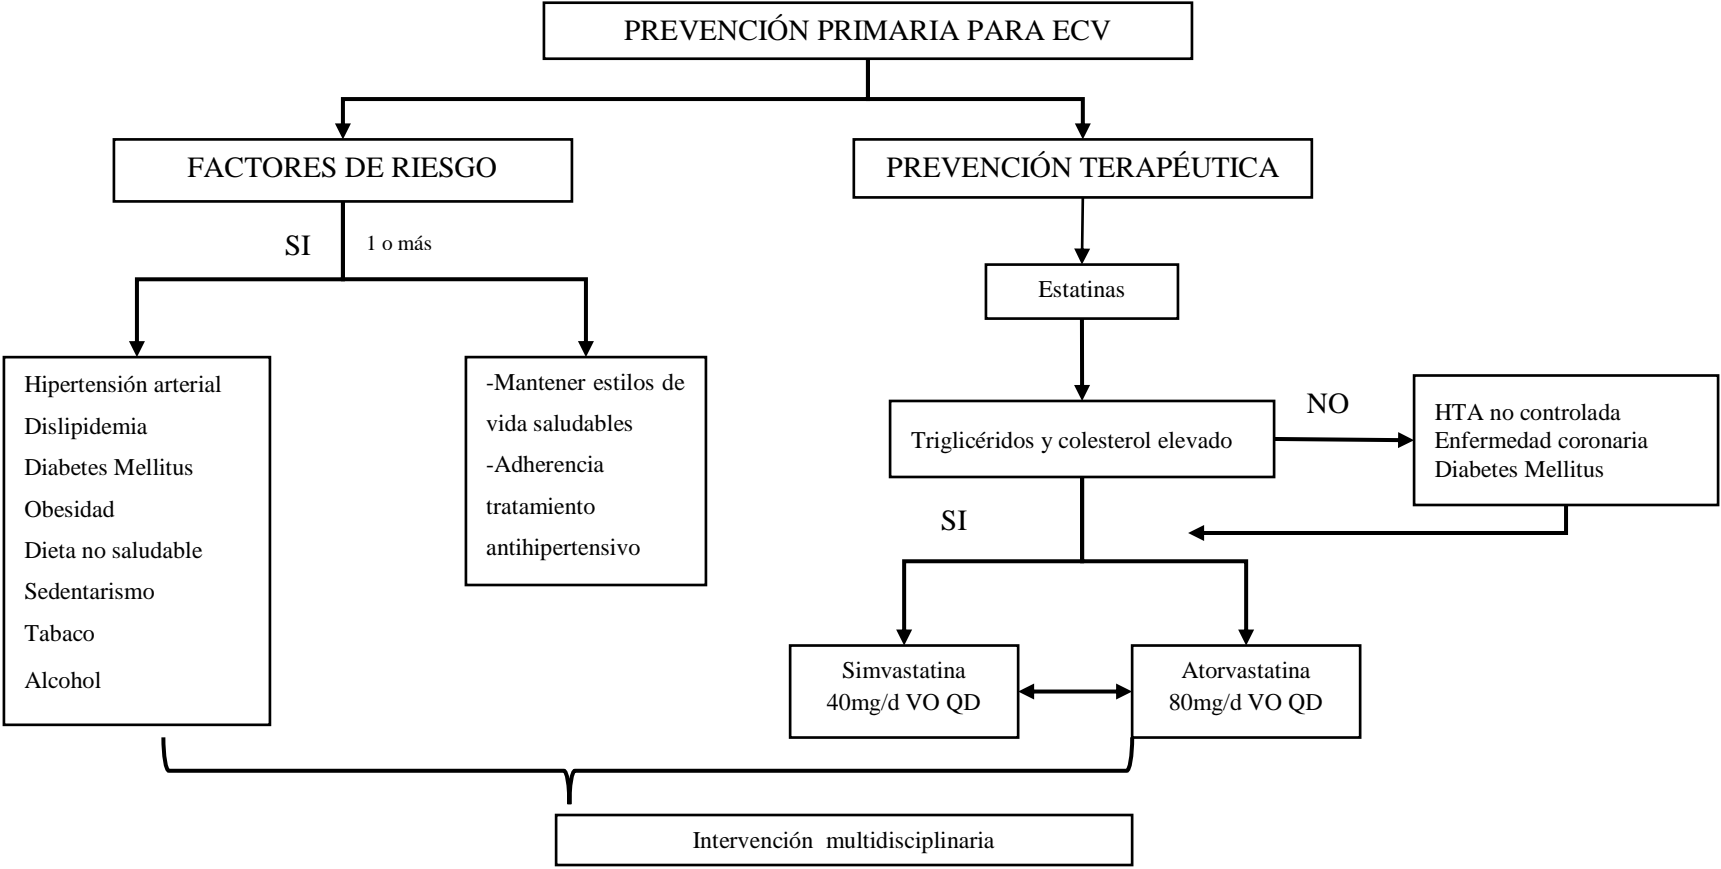 PREVENCIÓN PRIMARIA PARA ECV
FACTORES DE RIESGO
PREVENCIÓN TERAPÉUTICA
SI
1 o más
Estatinas
Hipertensión arterial
Dislipidemia
Diabetes Mellitus
Obesidad
Dieta no saludable
Sedentarismo
Tabaco
Alcohol
-Mantener estilos de
vida saludables
-Adherencia
tratamiento
antihipertensivo
Triglicéridos y colesterol elevado
NO
HTA no controlada
Enfermedad coronaria
Diabetes Mellitus
SI
Simvastatina
40mg/d VO QD
Atorvastatina
80mg/d VO QD
Intervención multidisciplinaria